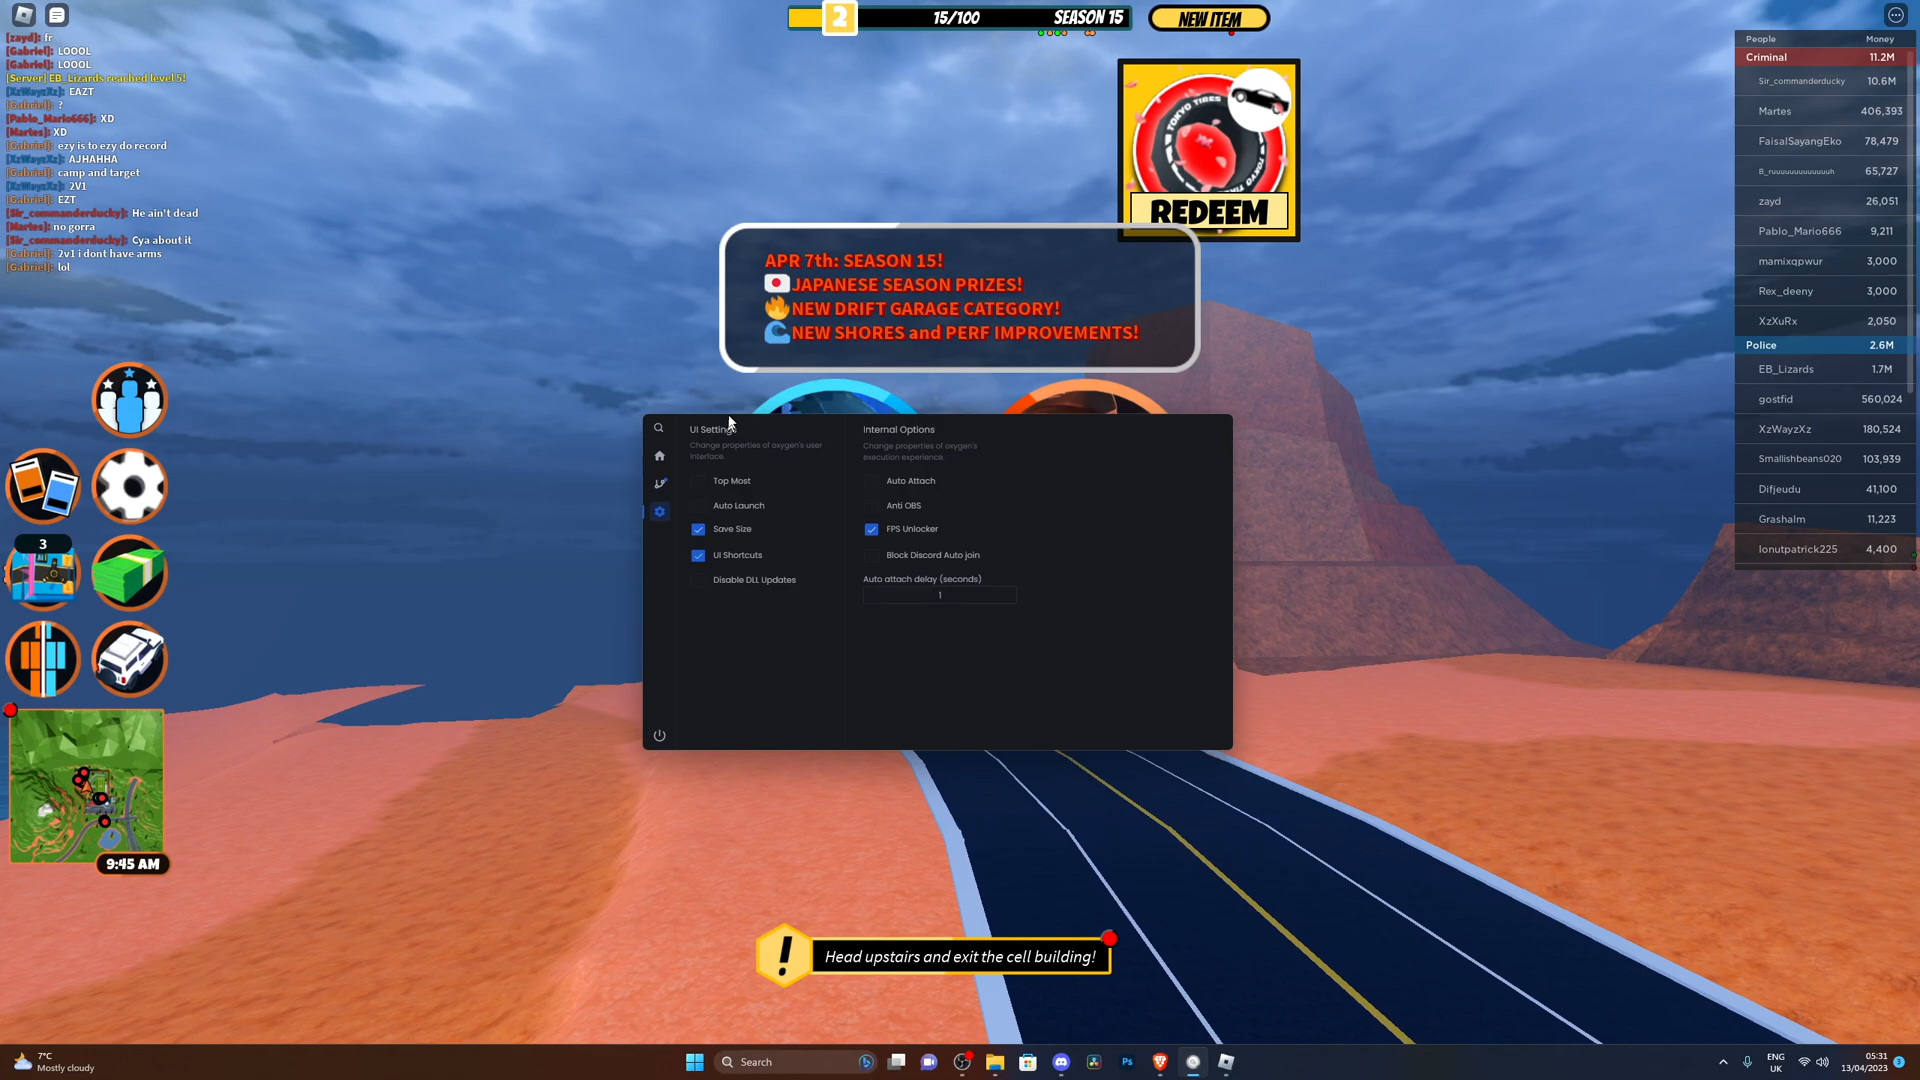 2
15/100
SEASON 15
NEW ITEM
[zayd]: fr
[Gabriel]: LOOOL
[Gabriel]: LOOOL
[Server] EB_Lizards reached level 5!
[XzWayzXz]: EAZT
[Gabriel]: ?
[Pablo_Mario666]: XD
[Martes]: XD
[Gabriel]: ezy is to ezy do record
[XzWayzXz]: AJHAHHA
[Gabriel]: camp and target
[XzWayzXz]: 2V1
[Gabriel]: EZT
[Sir_commanderducky]: He ain't dead
[Martes]: no gorra
[Sir_commanderducky]: Cya about it
[Gabriel]: 2v1 i dont have arms
[Gabriel]: lol
TOKYO TIRES
REDEEM
APR 7th: SEASON 15!
JAPANESE SEASON PRIZES!
NEW DRIFT GARAGE CATEGORY!
NEW SHORES and PERF IMPROVEMENTS!
People Money
Criminal 11.2M
Sir_commanderducky 10.6M
Martes 406,393
FaisalSayangEko 78,479
B_ruuuuuuuuuuuuuh 65,727
zayd 26,051
Pablo_Mario666 9,211
mamixqpwur 3,000
Rex_deeny 3,000
XzXuRx 2,050
Police 2.6M
EB_Lizards 1.7M
gostfid 560,024
XzWayzXz 180,524
Smallishbeans020 103,939
Difjeudu 41,100
Grashalm 11,223
Ionutpatrick225 4,400
UI Settings
Change properties of oxygen's user
interface.
Top Most
Auto Launch
Save Size
UI Shortcuts
Disable DLL Updates
Internal Options
Change properties of oxygen's
execution experience.
Auto Attach
Anti OBS
FPS Unlocker
Block Discord Auto join
Auto attach delay (seconds)
1
3
9:45 AM
! Head upstairs and exit the cell building!
7°C
Mostly cloudy
Search
Ps
ENG
UK
05:31
13/04/2023
3